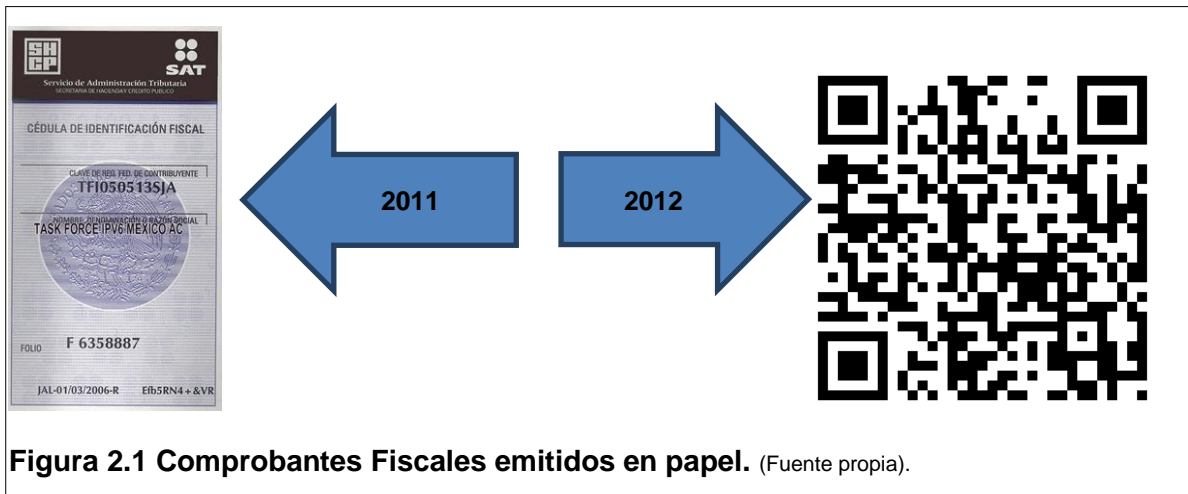 SH
CP
SAT
Servicio de Administración Tributaria
SECRETARIA DE HACIENDA Y CREDITO PUBLICO
CÉDULA DE IDENTIFICACIÓN FISCAL
CLAVE DE REG. FED. DE CONTRIBUYENTE
TFI050513SJA
NOMBRE, DENOMINACIÓN O RAZÓN SOCIAL
TASK FORCE IPV6 MEXICO AC
FOLIO F 6358887
JAL-01/03/2006-R Efb5RN4+&VR
2011
2012
Figura 2.1 Comprobantes Fiscales emitidos en papel. (Fuente propia).